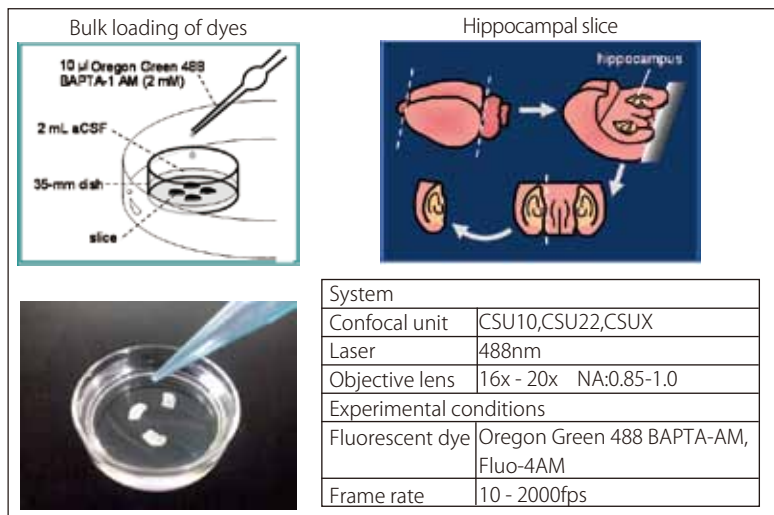 Bulk loading of dyes
10 µl Oregon Green 488
BAPTA-1 AM (2 mM)
2 mL aCSF
35-mm dish
slice
Hippocampal slice
hippocampus
System
Confocal unit CSU10,CSU22,CSUX
Laser 488nm
Objective lens 16x - 20x NA:0.85-1.0
Experimental conditions
Fluorescent dye Oregon Green 488 BAPTA-AM,
Fluo-4AM
Frame rate 10 - 2000fps